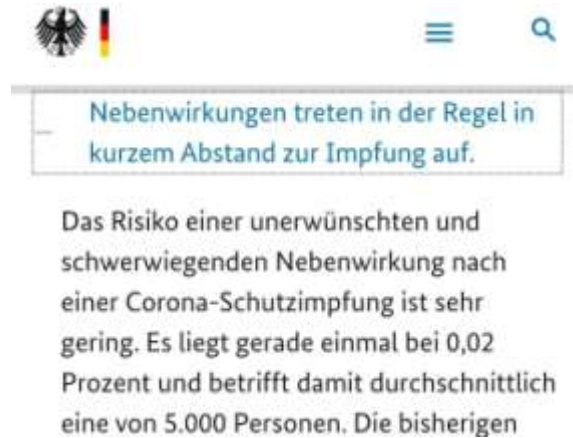 Nebenwirkungen treten in der Regel in
kurzem Abstand zur Impfung auf.
Das Risiko einer unerwünschten und
schwerwiegenden Nebenwirkung nach
einer Corona-Schutzimpfung ist sehr
gering. Es liegt gerade einmal bei 0,02
Prozent und betrifft damit durchschnittlich
eine von 5.000 Personen. Die bisherigen